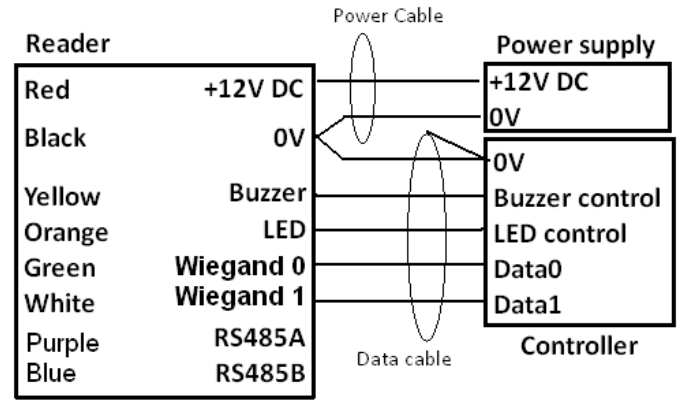 Power Cable
Reader
Power supply
Red +12V DC
+12V DC
Black 0V
0V
0V
Yellow Buzzer
Buzzer control
Orange LED
LED control
Green Wiegand 0
Data0
White Wiegand 1
Data1
Purple RS485A
Blue RS485B
Data cable
Controller